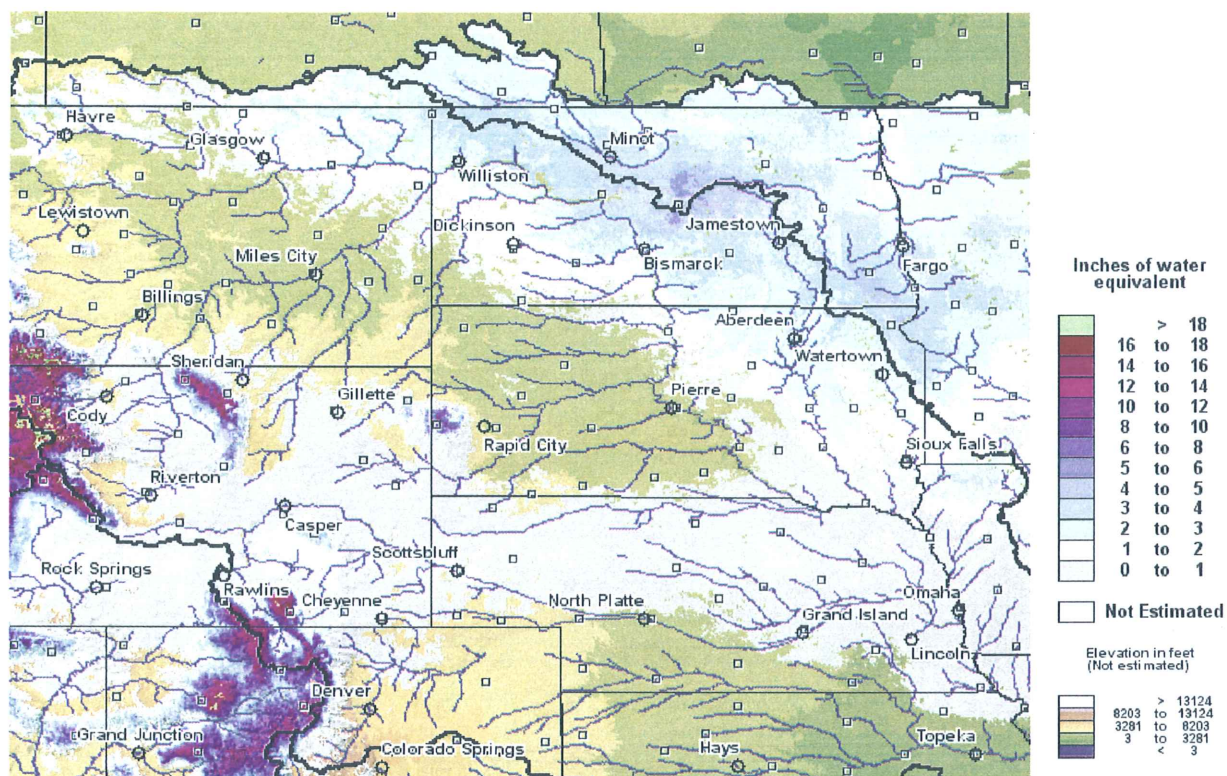 Havre
Glasgow
Minot
Williston
Lewistown
Dickinson
Jamestown
Miles City
Bismarck
Fargo
Billings
Aberdeen
Watertown
Sheridan
Cody
Gillette
Pierre
Rapid City
Sioux Falls
Riverton
Casper
Scottsbluff
Rock Springs
Rawlins
Cheyenne
North Platte
Omaha
Grand Island
Lincoln
Denver
Grand Junction
Colorado Springs
Hays
Topeka
Inches of water
equivalent
> 18
16 to 18
14 to 16
12 to 14
10 to 12
8 to 10
6 to 8
5 to 6
4 to 5
3 to 4
2 to 3
1 to 2
0 to 1
Not Estimated
Elevation in feet
(Not estimated)
> 13124
8203 to 13124
3281 to 8203
3 to 3281
< 3